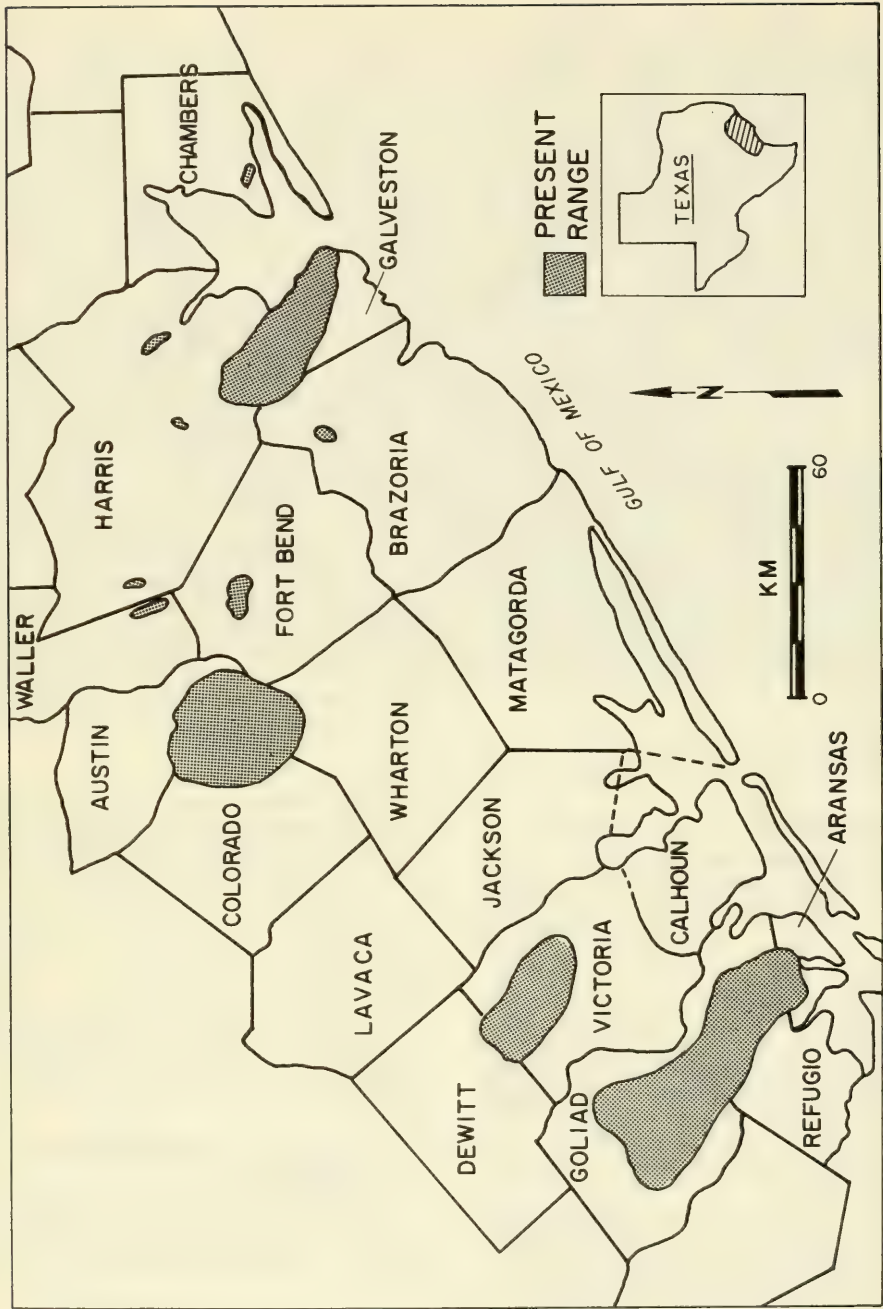 WALLER
HARRIS
CHAMBERS
AUSTIN
COLORADO
FORT BEND
GALVESTON
LAVACA
WHARTON
BRAZORIA
DEWITT
JACKSON
MATAGORDA
GULF OF MEXICO
GOLIAD
VICTORIA
CALHOUN
REFUGIO
ARANSAS
KM
0 60
N
PRESENT
RANGE
TEXAS